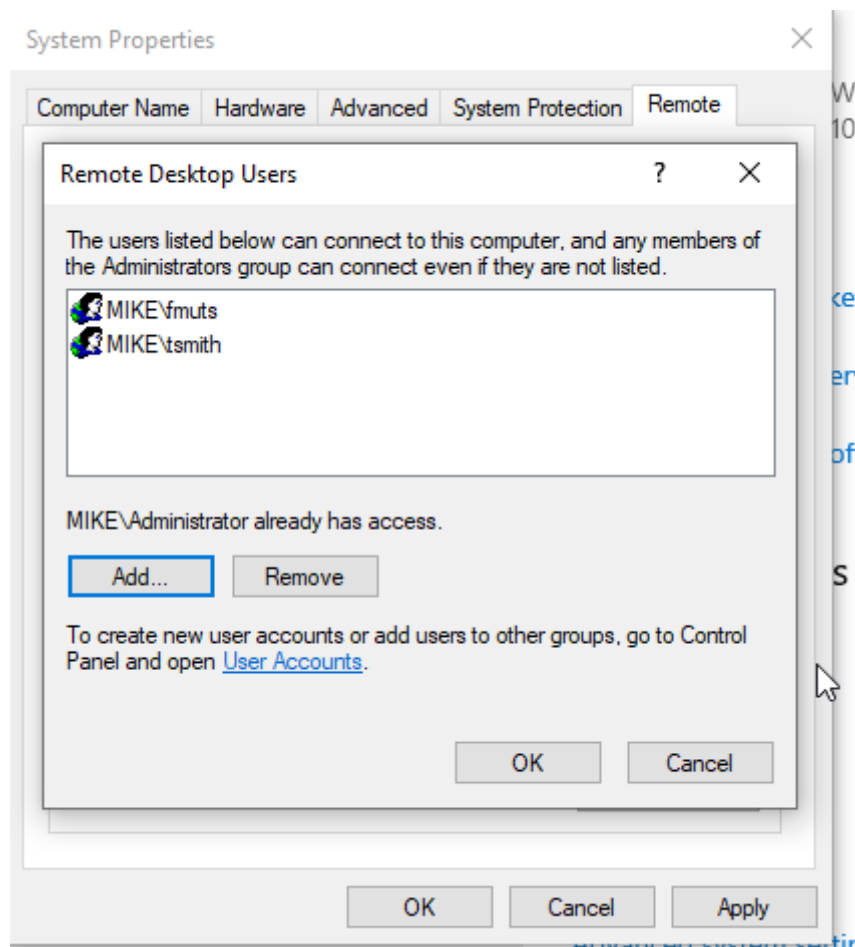 System Properties
Computer Name Hardware Advanced System Protection Remote
Remote Desktop Users ?
The users listed below can connect to this computer, and any members of
the Administrators group can connect even if they are not listed.
MIKE\fmuts
MIKE\tsmith
MIKE\Administrator already has access.
Add... Remove
To create new user accounts or add users to other groups, go to Control
Panel and open User Accounts.
OK Cancel
OK Cancel Apply
10
s